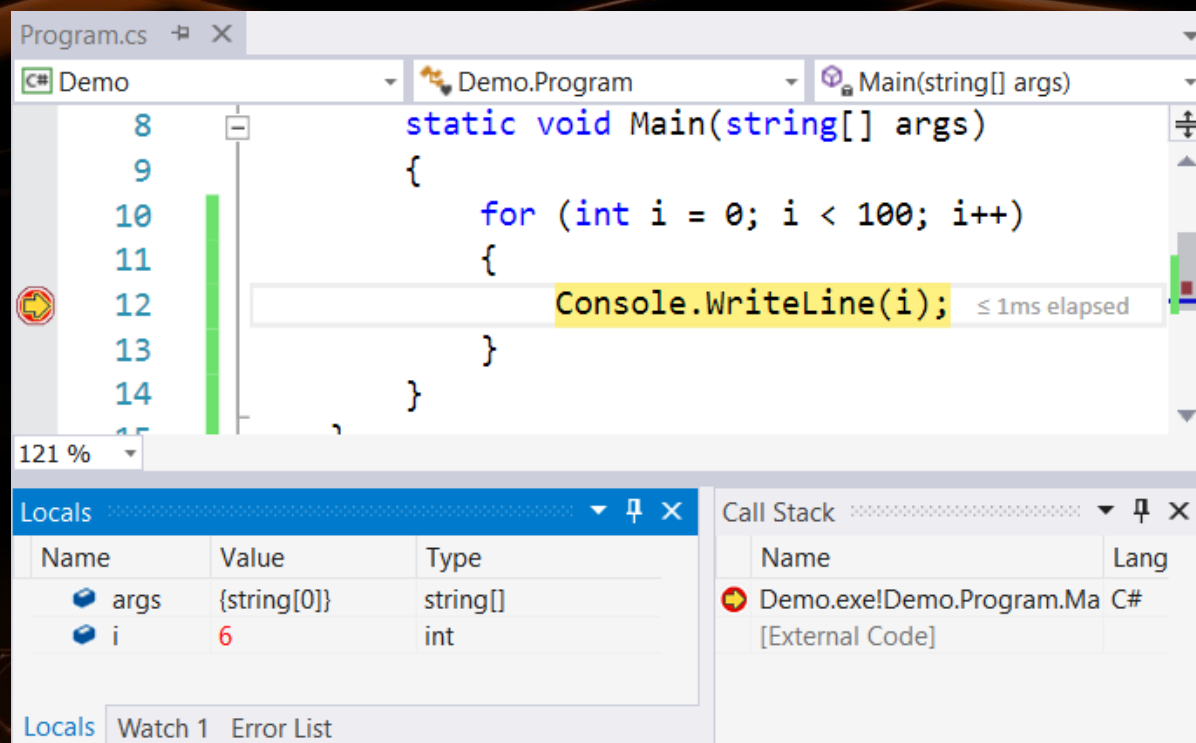 Program.cs
C# Demo Demo.Program Main(string[] args)
8 static void Main(string[] args)
9 {
10 for (int i = 0; i < 100; i++)
11 {
12 Console.WriteLine(i); ≤ 1ms elapsed
13 }
14 }
121 %
Locals
Name Value Type
args {string[0]} string[]
i 6 int
Locals Watch 1 Error List
Call Stack
Name Lang
Demo.exe!Demo.Program.Ma C#
[External Code]